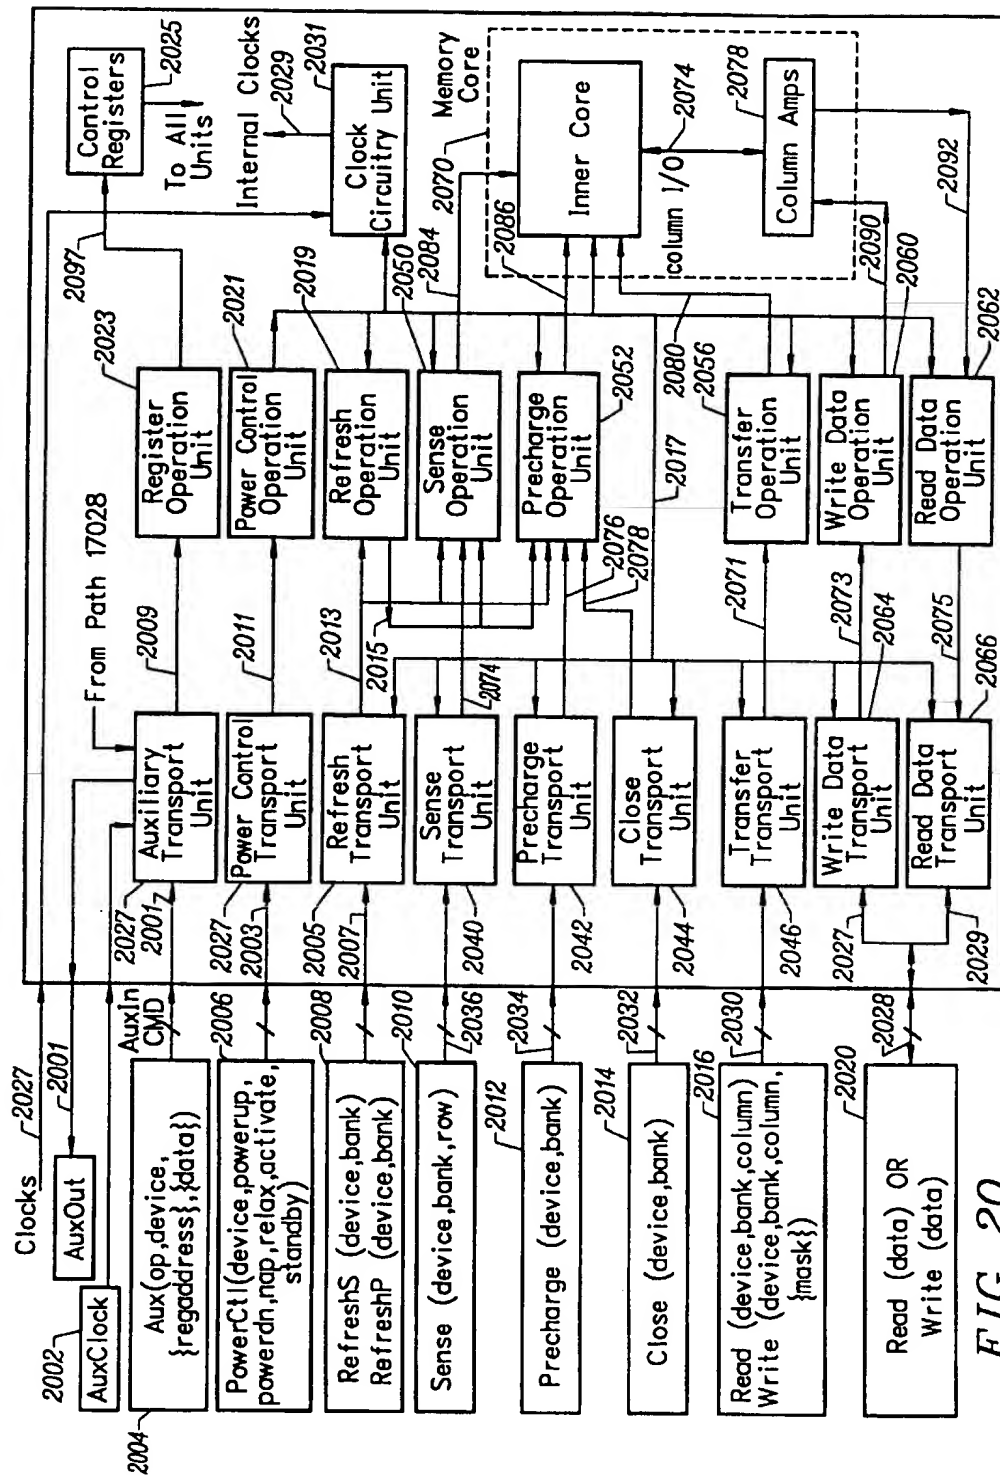 Clocks
2027
2001
AuxOut
2002
AuxClock
2004
Aux(op,device,
{regaddress},{data})
AuxIn
CMD
2006
PowerCtl(device,powerup,
powerdn,nap,relax,activate,
standby)
2008
RefreshS (device,bank)
RefreshP (device,bank)
2010
Sense (device,bank,row)
2036
2012
Precharge (device,bank)
2034
2014
Close (device,bank)
2032
2016
Read (device,bank,column)
Write (device,bank,column,
{mask})
2030
2020
Read (data) OR
Write (data)
2028
From Path 17028
2027
2001
Auxiliary
Transport
Unit
2009
2027
2003
Power Control
Transport
Unit
2011
2005
2007
Refresh
Transport
Unit
2013
2015
Sense
Transport
Unit
2040
2074
Precharge
Transport
Unit
2042
2076
2078
Close
Transport
Unit
2044
2017
Transfer
Transport
Unit
2046
2071
Write Data
Transport
Unit
2027
2073
2064
Read Data
Transport
Unit
2029
2075
2066
2023
Register
Operation
Unit
2097
2021
Power Control
Operation
Unit
2019
Refresh
Operation
Unit
2050
Sense
Operation
Unit
2084
Precharge
Operation
Unit
2052
2086
2080
2056
Transfer
Operation
Unit
Write Data
Operation
Unit
2090
2060
Read Data
Operation
Unit
2062
2092
Control
Registers
2025
To All
Units
Internal Clocks
2029
2031
Clock
Circuitry Unit
2070
Memory
Core
Inner Core
column I/O
2074
2078
Column Amps
FIG 20